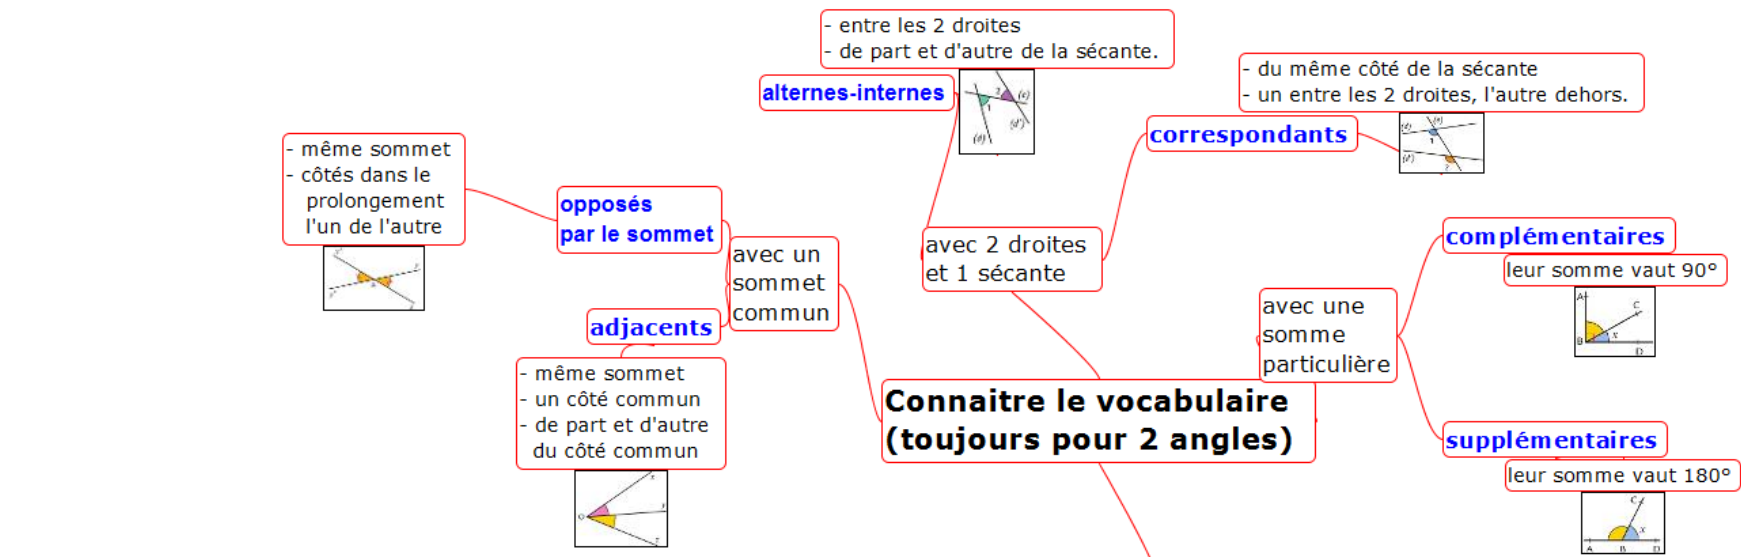 - entre les 2 droites
- de part et d'autre de la sécante.
alternes-internes
2
(e)
1
(d')
(d)
- du même côté de la sécante
- un entre les 2 droites, l'autre dehors.
correspondants
(d)
(e)
1
(d')
2
- même sommet
- côtés dans le
prolongement
l'un de l'autre
opposés
par le sommet
avec un
sommet
commun
adjacents
- même sommet
- un côté commun
- de part et d'autre
du côté commun
O
x
avec 2 droites
et 1 sécante
Connaitre le vocabulaire
(toujours pour 2 angles)
avec une
somme
particulière
complémentaires
leur somme vaut 90°
A
C
B
x
D
supplémentaires
leur somme vaut 180°
C
x
A
B
D